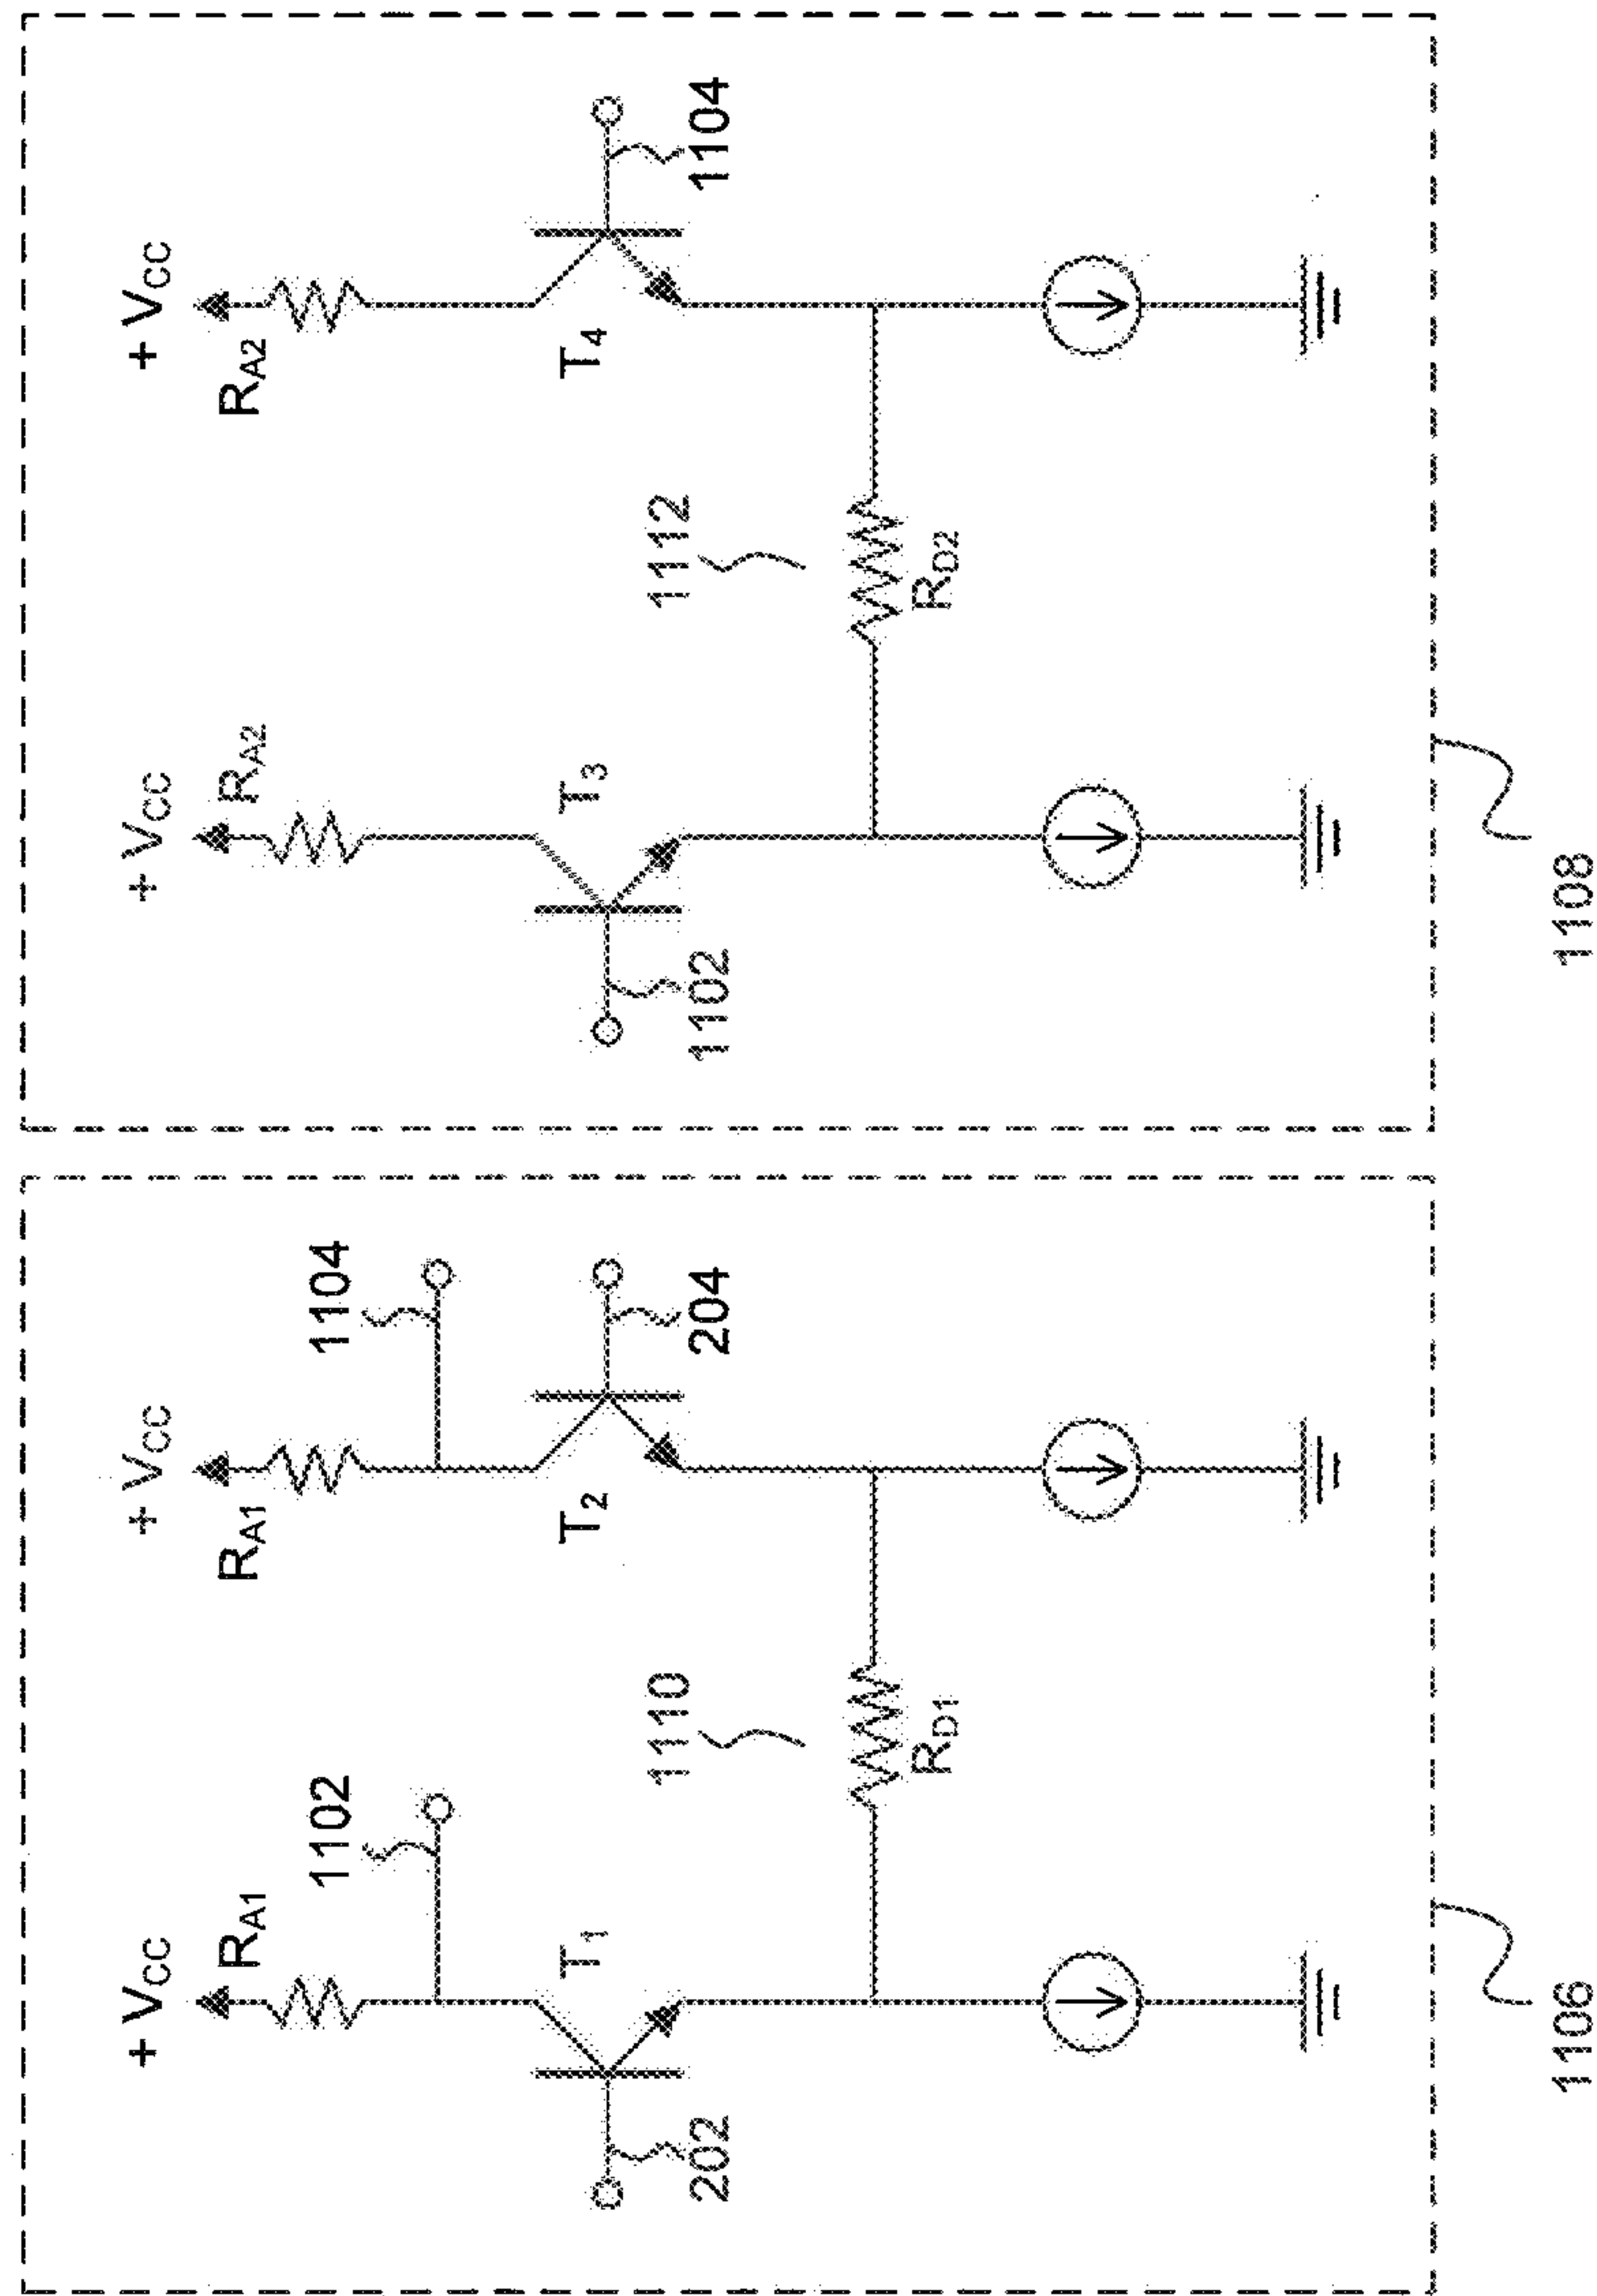 + VCC
+ VCC
+ VCC
+ VCC
RA1
RA1
RA2
RA2
1102
1104
T1
T2
T3
T4
202
204
1102
1104
1110
1112
RD1
RD2
1106
1108